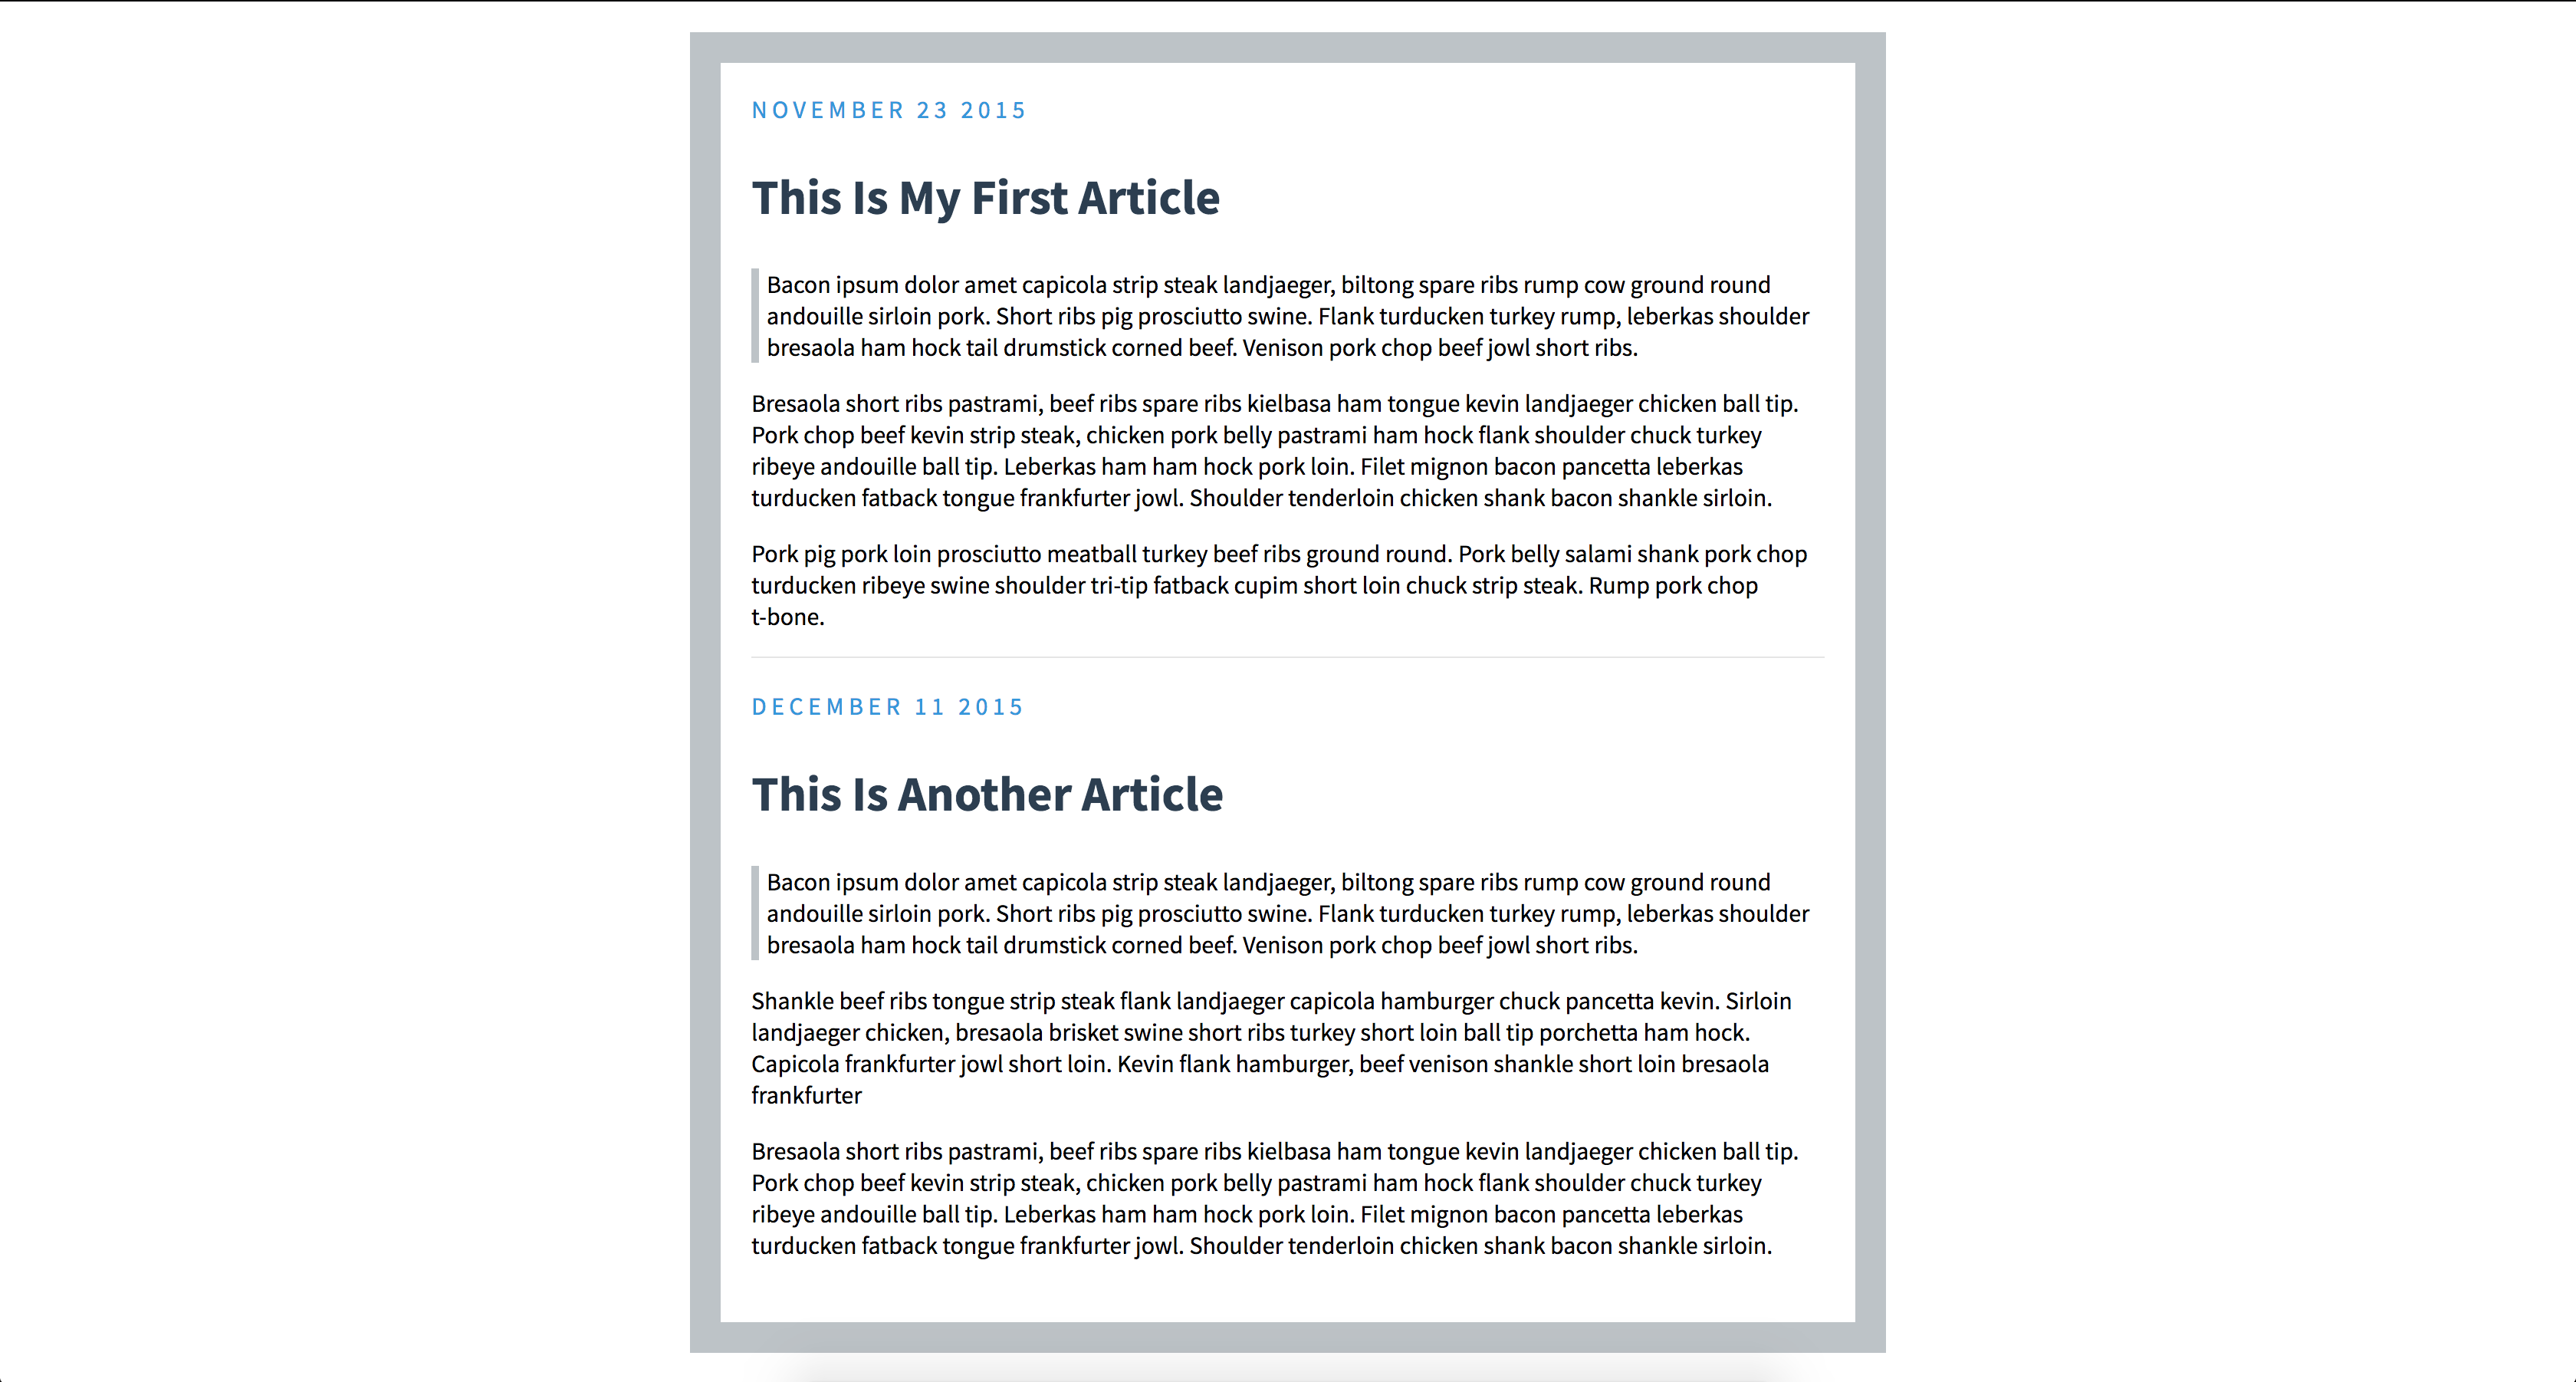 NOVEMBER 23 2015
This Is My First Article
Bacon ipsum dolor amet capicola strip steak landjaeger, biltong spare ribs rump cow ground round
andouille sirloin pork. Short ribs pig prosciutto swine. Flank turducken turkey rump, leberkas shoulder
bresaola ham hock tail drumstick corned beef. Venison pork chop beef jowl short ribs.
Bresaola short ribs pastrami, beef ribs spare ribs kielbasa ham tongue kevin landjaeger chicken ball tip.
Pork chop beef kevin strip steak, chicken pork belly pastrami ham hock flank shoulder chuck turkey
ribeye andouille ball tip. Leberkas ham ham hock pork loin. Filet mignon bacon pancetta leberkas
turducken fatback tongue frankfurter jowl. Shoulder tenderloin chicken shank bacon shankle sirloin.
Pork pig pork loin prosciutto meatball turkey beef ribs ground round. Pork belly salami shank pork chop
turducken ribeye swine shoulder tri-tip fatback cupim short loin chuck strip steak. Rump pork chop
t-bone.
DECEMBER 11 2015
This Is Another Article
Bacon ipsum dolor amet capicola strip steak landjaeger, biltong spare ribs rump cow ground round
andouille sirloin pork. Short ribs pig prosciutto swine. Flank turducken turkey rump, leberkas shoulder
bresaola ham hock tail drumstick corned beef. Venison pork chop beef jowl short ribs.
Shankle beef ribs tongue strip steak flank landjaeger capicola hamburger chuck pancetta kevin. Sirloin
landjaeger chicken, bresaola brisket swine short ribs turkey short loin ball tip porchetta ham hock.
Capicola frankfurter jowl short loin. Kevin flank hamburger, beef venison shankle short loin bresaola
frankfurter
Bresaola short ribs pastrami, beef ribs spare ribs kielbasa ham tongue kevin landjaeger chicken ball tip.
Pork chop beef kevin strip steak, chicken pork belly pastrami ham hock flank shoulder chuck turkey
ribeye andouille ball tip. Leberkas ham ham hock pork loin. Filet mignon bacon pancetta leberkas
turducken fatback tongue frankfurter jowl. Shoulder tenderloin chicken shank bacon shankle sirloin.